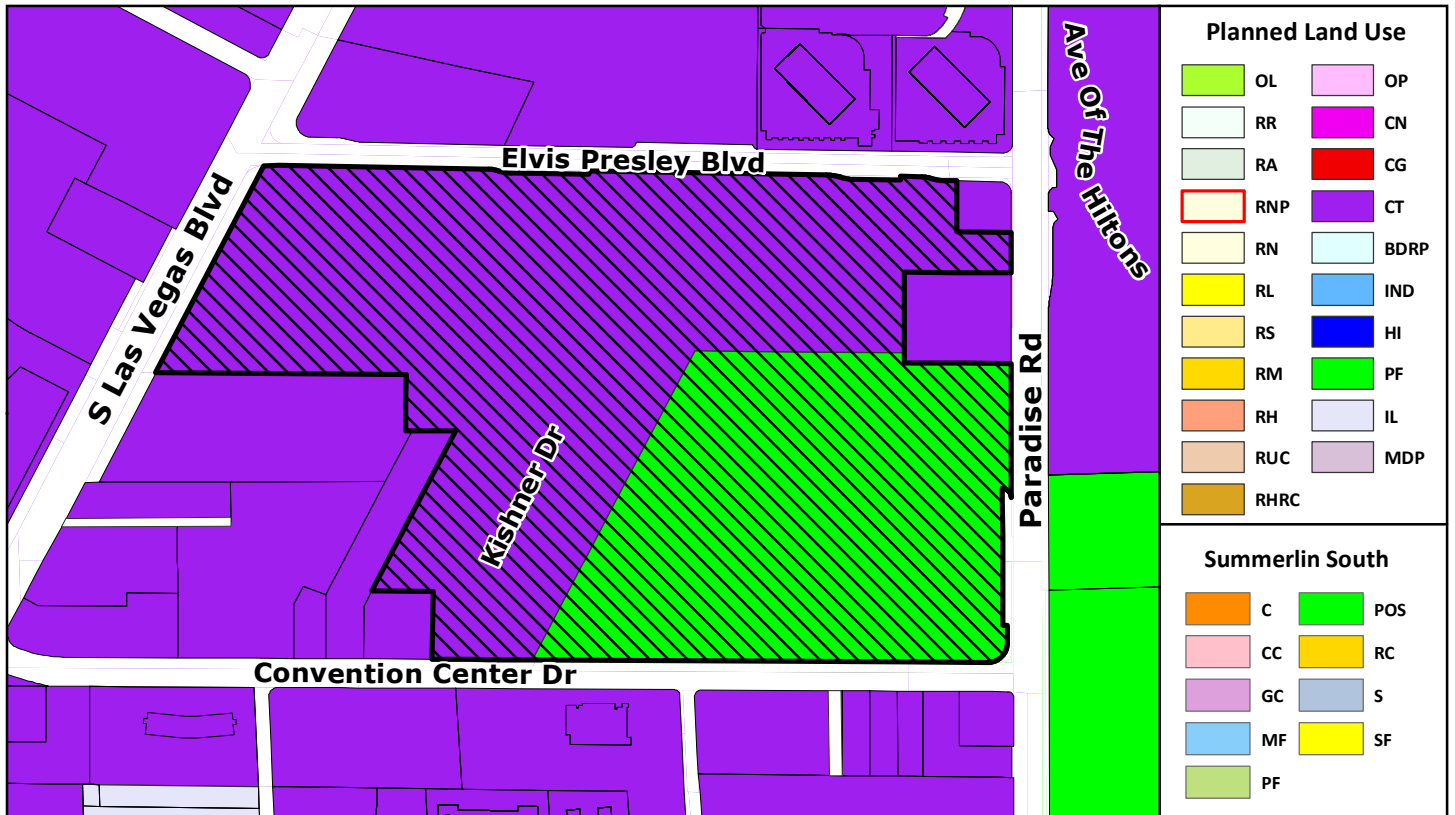 Elvis Presley Blvd
Ave Of The Hiltons
S Las Vegas Blvd
Paradise Rd
Kishner Dr
Convention Center Dr
Planned Land Use
OL OP
RR CN
RA CG
RNP CT
RN BDRP
RL IND
RS HI
RM PF
RH IL
RUC MDP
RHRC
Summerlin South
C POS
CC RC
GC S
MF SF
PF